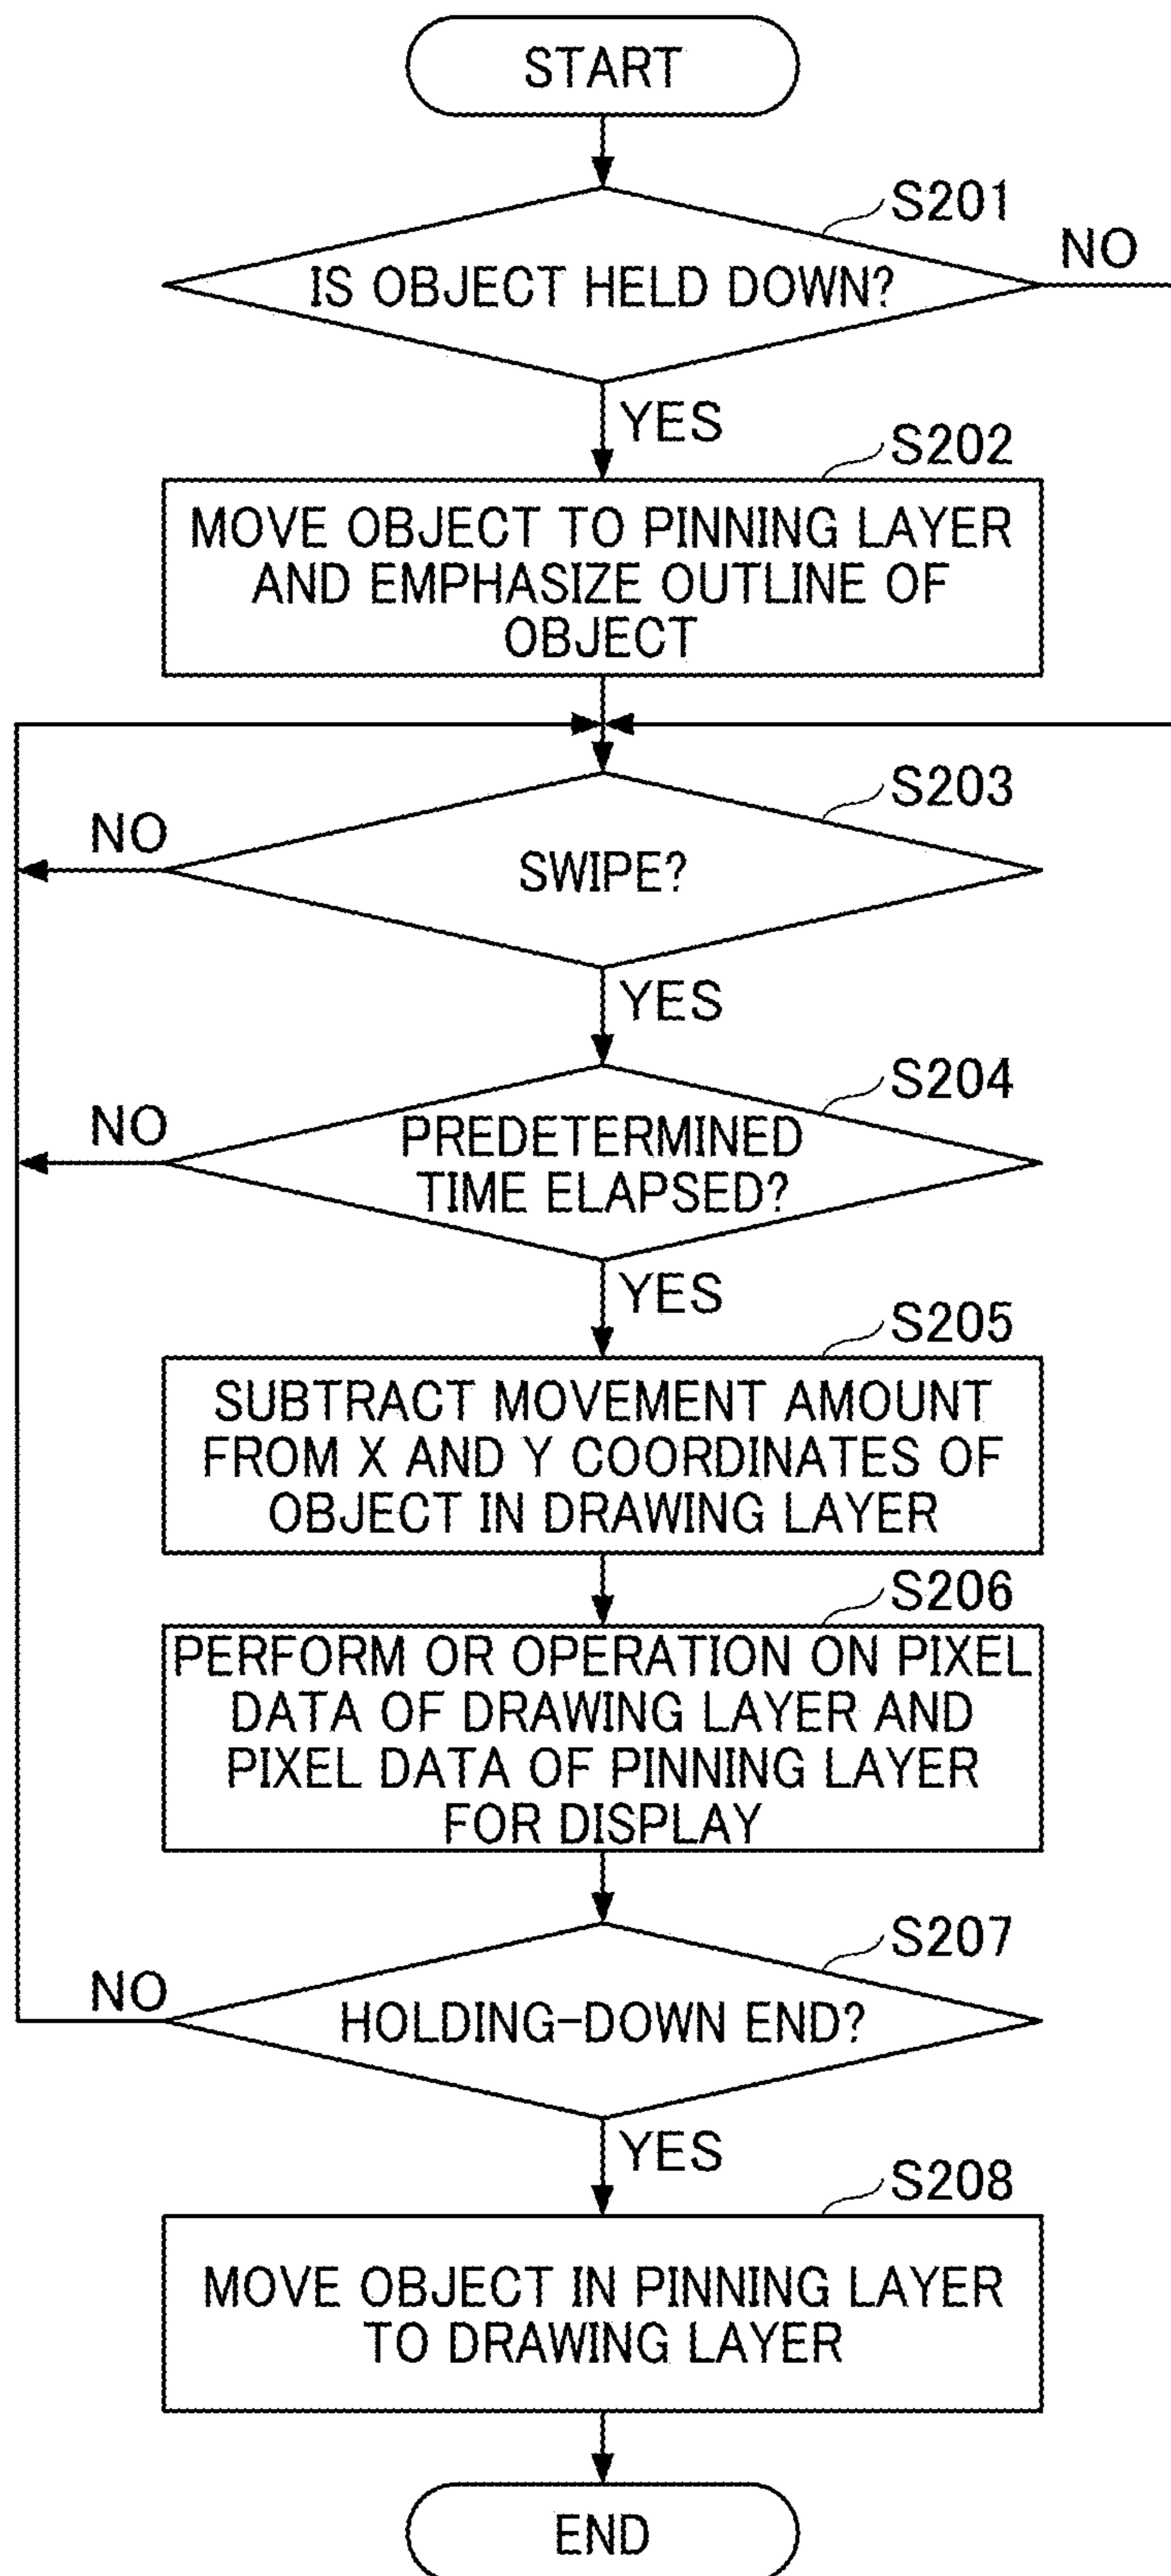 START
S201
IS OBJECT HELD DOWN?
NO
YES
S202
MOVE OBJECT TO PINNING LAYER
AND EMPHASIZE OUTLINE OF
OBJECT
S203
NO
SWIPE?
YES
S204
NO
PREDETERMINED
TIME ELAPSED?
YES
S205
SUBTRACT MOVEMENT AMOUNT
FROM X AND Y COORDINATES OF
OBJECT IN DRAWING LAYER
S206
PERFORM OR OPERATION ON PIXEL
DATA OF DRAWING LAYER AND
PIXEL DATA OF PINNING LAYER
FOR DISPLAY
S207
NO
HOLDING-DOWN END?
YES
S208
MOVE OBJECT IN PINNING LAYER
TO DRAWING LAYER
END